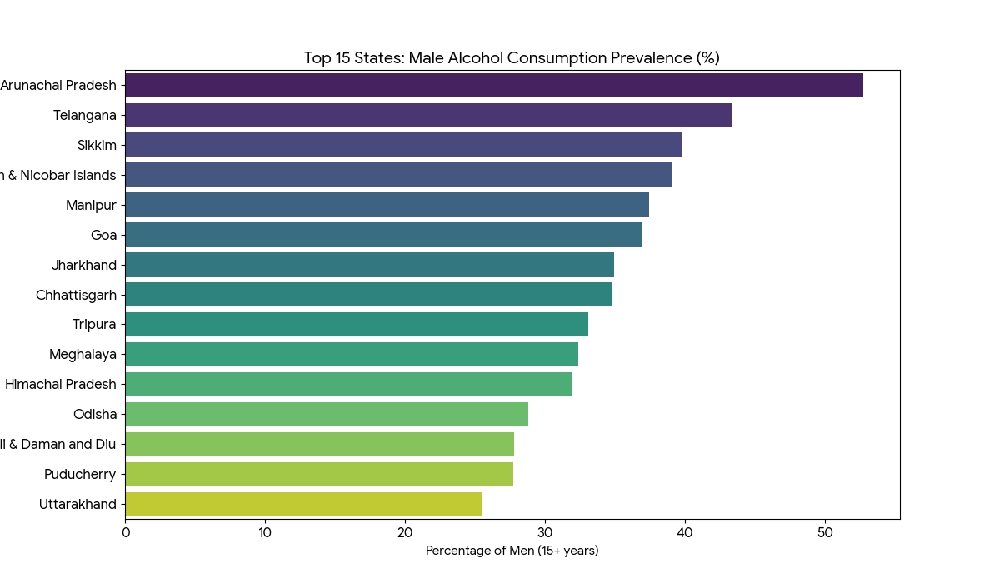 Top 15 States: Male Alcohol Consumption Prevalence (%)
Arunachal Pradesh
Telangana
Sikkim
& Nicobar Islands
Manipur
Goa
Jharkhand
Chhattisgarh
Tripura
Meghalaya
Himachal Pradesh
Odisha
& Daman and Diu
Puducherry
Uttarakhand
0 10 20 30 40 50
Percentage of Men (15+ years)